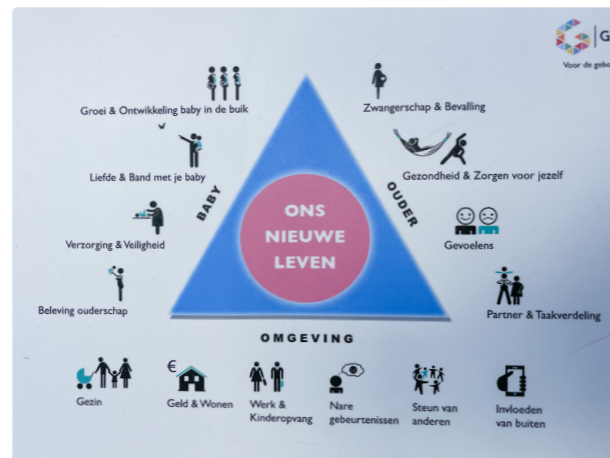 G
Voor de gebo
Groei & Ontwikkeling baby in de buik
Zwangerschap & Bevalling
Liefde & Band met je baby
Gezondheid & Zorgen voor jezelf
BABY
OUDER
ONS
NIEUWE
LEVEN
Verzorging & Veiligheid
Gevoelens
Beleving ouderschap
Partner & Taakverdeling
OMGEVING
€
Gezin
Geld & Wonen
Werk &
Kinderopvang
Nare
gebeurtenissen
Steun van
anderen
Invloeden
van buiten